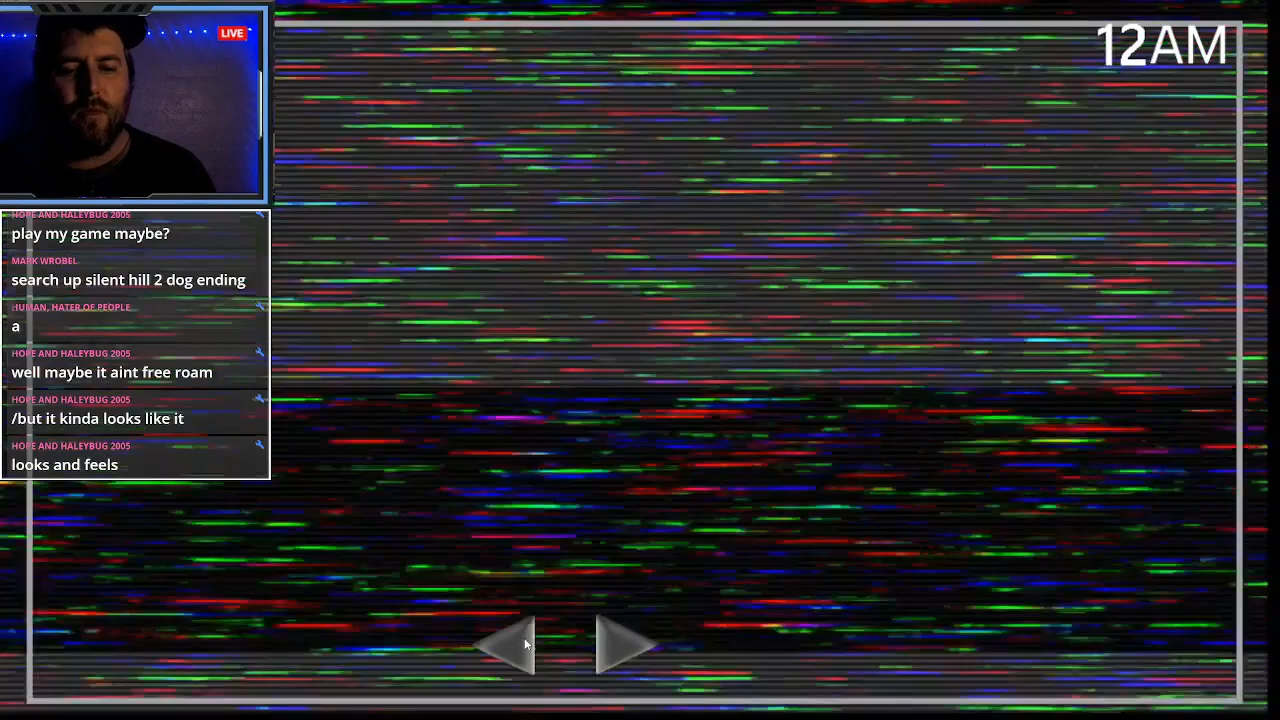 LIVE
12AM
HOPE AND HALEYBUG 2005
play my game maybe?
MARK WROBEL
search up silent hill 2 dog ending
HUMAN, HATER OF PEOPLE
a
HOPE AND HALEYBUG 2005
well maybe it aint free roam
HOPE AND HALEYBUG 2005
/but it kinda looks like it
HOPE AND HALEYBUG 2005
looks and feels